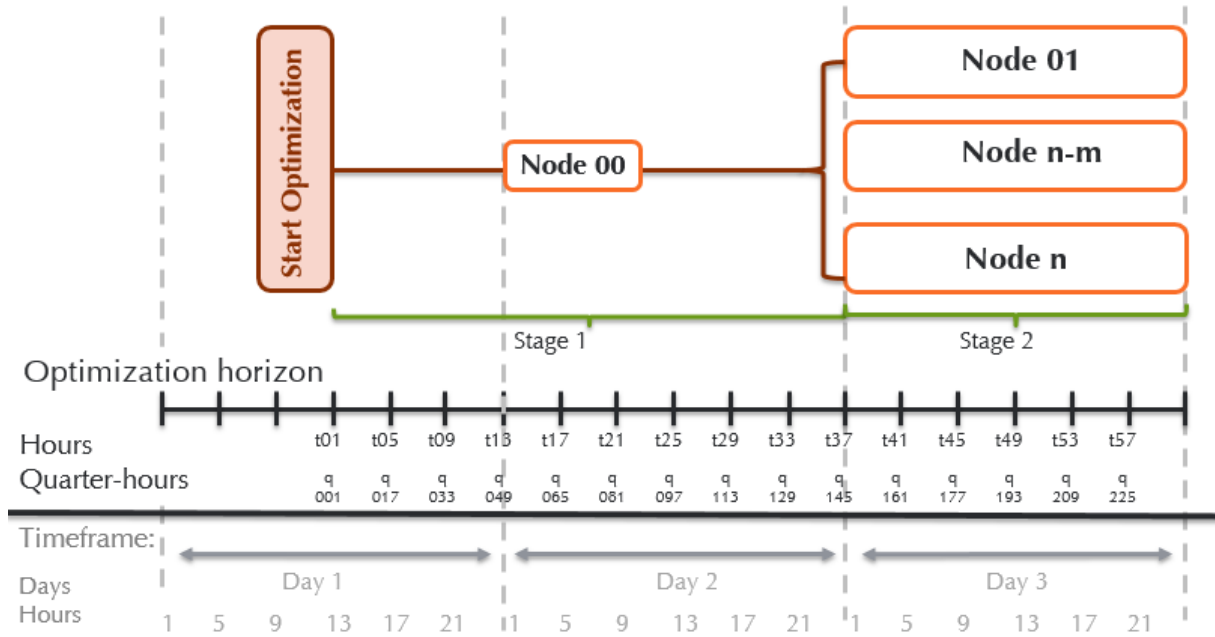 Start Optimization
Node 00
Node 01
Node n-m
Node n
Stage 1
Stage 2
Optimization horizon
Hours t01 t05 t09 t13 t17 t21 t25 t29 t33 t37 t41 t45 t49 t53 t57
Quarter-hours q q q q q q q q q q q q q q q
001 017 033 049 065 081 097 113 129 145 161 177 193 209 225
Timeframe:
Days Day 1 Day 2 Day 3
Hours 1 5 9 13 17 21 1 5 9 13 17 21 1 5 9 13 17 21